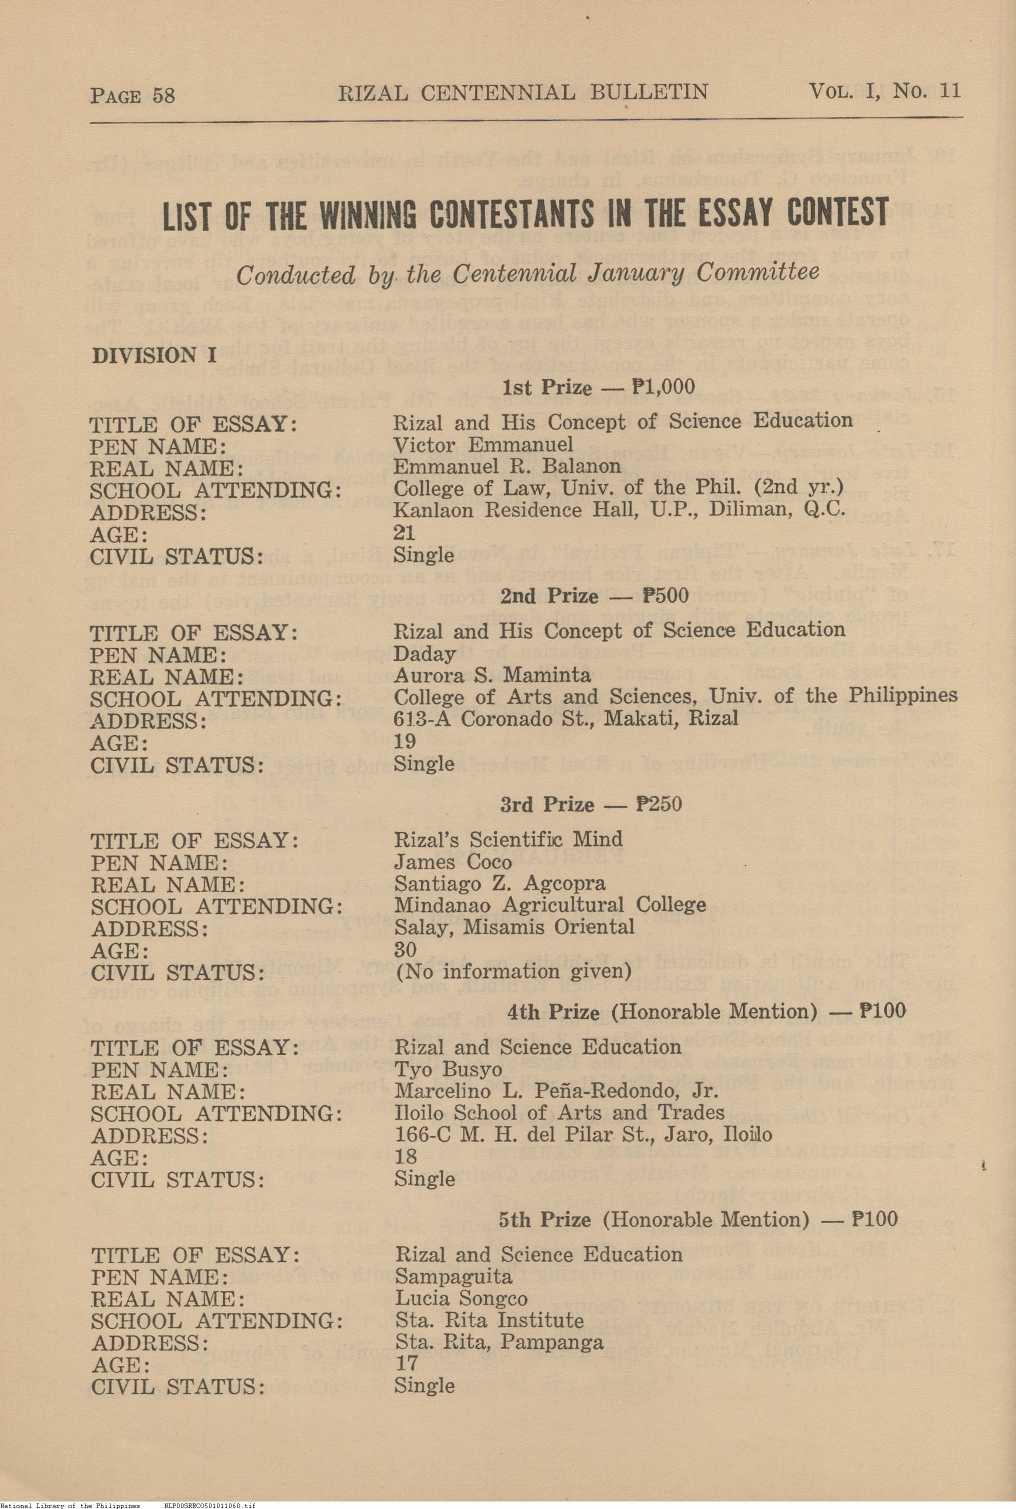 PAGE 58 RIZAL CENTENNIAL BULLETIN VOL. I, No. 11
LIST OF THE WINNING CONTESTANTS IN THE ESSAY CONTEST
Conducted by the Centennial January Committee
DIVISION I
1st Prize — ₱1,000
TITLE OF ESSAY: Rizal and His Concept of Science Education
PEN NAME: Victor Emmanuel
REAL NAME: Emmanuel R. Balanon
SCHOOL ATTENDING: College of Law, Univ. of the Phil. (2nd yr.)
ADDRESS: Kanlaon Residence Hall, U.P., Diliman, Q.C.
AGE: 21
CIVIL STATUS: Single
2nd Prize — ₱500
TITLE OF ESSAY: Rizal and His Concept of Science Education
PEN NAME: Daday
REAL NAME: Aurora S. Maminta
SCHOOL ATTENDING: College of Arts and Sciences, Univ. of the Philippines
ADDRESS: 613-A Coronado St., Makati, Rizal
AGE: 19
CIVIL STATUS: Single
3rd Prize — ₱250
TITLE OF ESSAY: Rizal's Scientific Mind
PEN NAME: James Coco
REAL NAME: Santiago Z. Agcopra
SCHOOL ATTENDING: Mindanao Agricultural College
ADDRESS: Salay, Misamis Oriental
AGE: 30
CIVIL STATUS: (No information given)
4th Prize (Honorable Mention) — ₱100
TITLE OF ESSAY: Rizal and Science Education
PEN NAME: Tyo Busyo
REAL NAME: Marcelino L. Peña-Redondo, Jr.
SCHOOL ATTENDING: Iloilo School of Arts and Trades
ADDRESS: 166-C M. H. del Pilar St., Jaro, Iloilo
AGE: 18
CIVIL STATUS: Single
5th Prize (Honorable Mention) — ₱100
TITLE OF ESSAY: Rizal and Science Education
PEN NAME: Sampaguita
REAL NAME: Lucia Songco
SCHOOL ATTENDING: Sta. Rita Institute
ADDRESS: Sta. Rita, Pampanga
AGE: 17
CIVIL STATUS: Single
National Library of the Philippines NLP00SRRC0501011060.tif